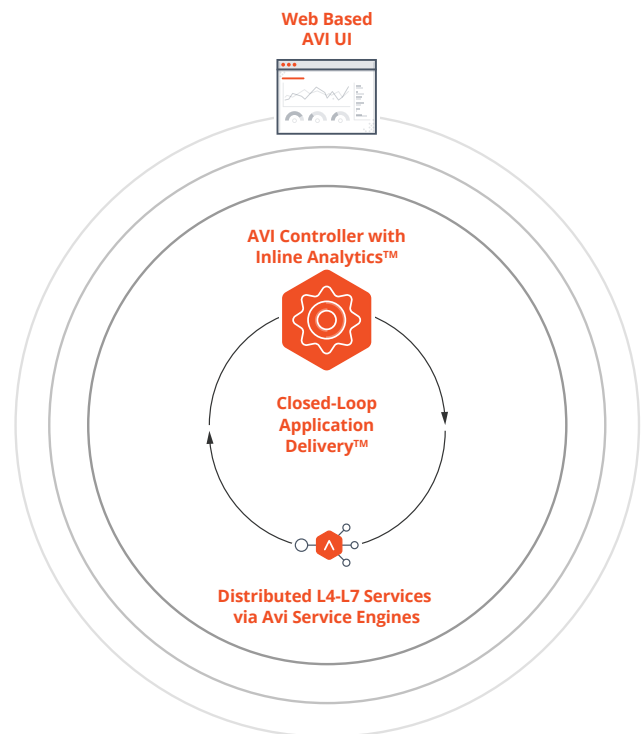 Web Based
AVI UI
AVI Controller with
Inline Analytics™
Closed-Loop
Application
Delivery™
Distributed L4-L7 Services
via Avi Service Engines